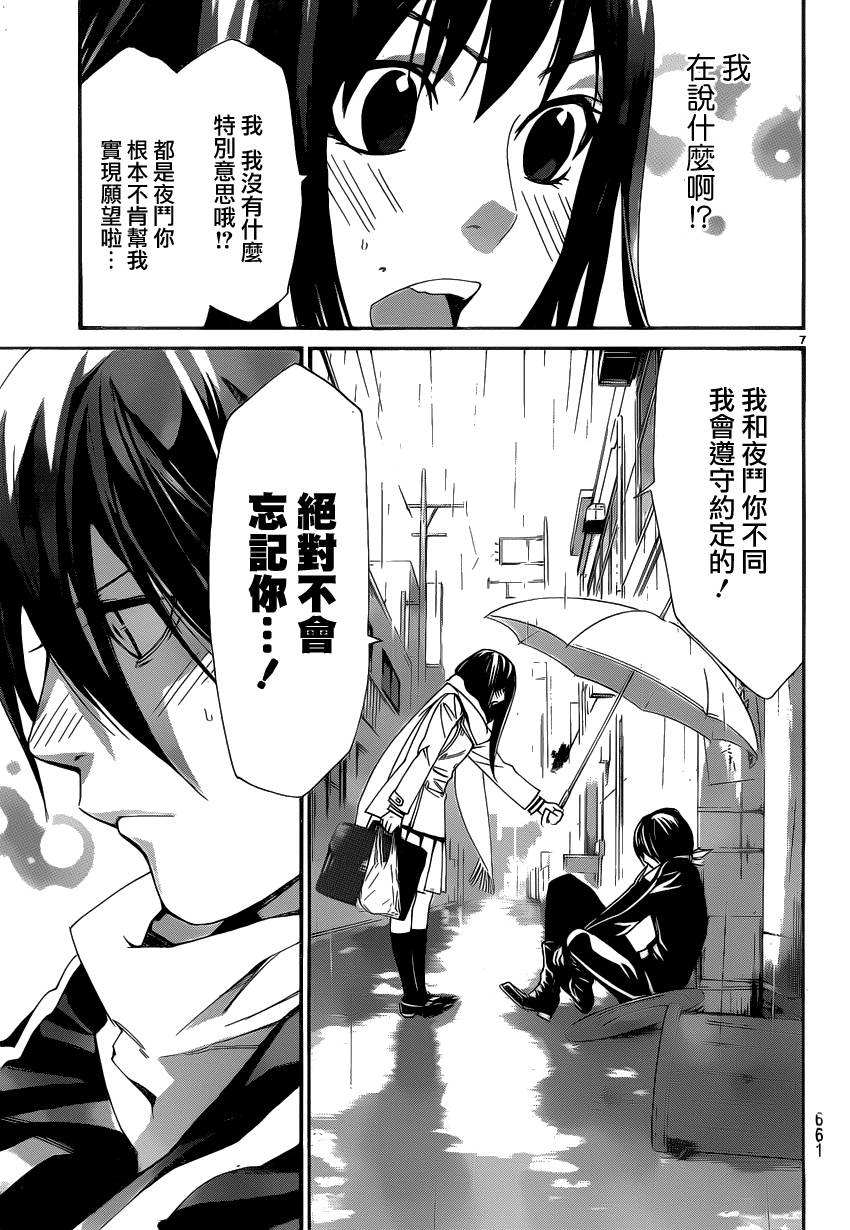 我
在說什麼啊!?
我 我沒有什麼
特別意思哦!?
都是夜鬥你
根本不肯幫我
實現願望啦…
7
我和夜鬥你不同
我會遵守約定的！
絕對不會
忘記你…！
661